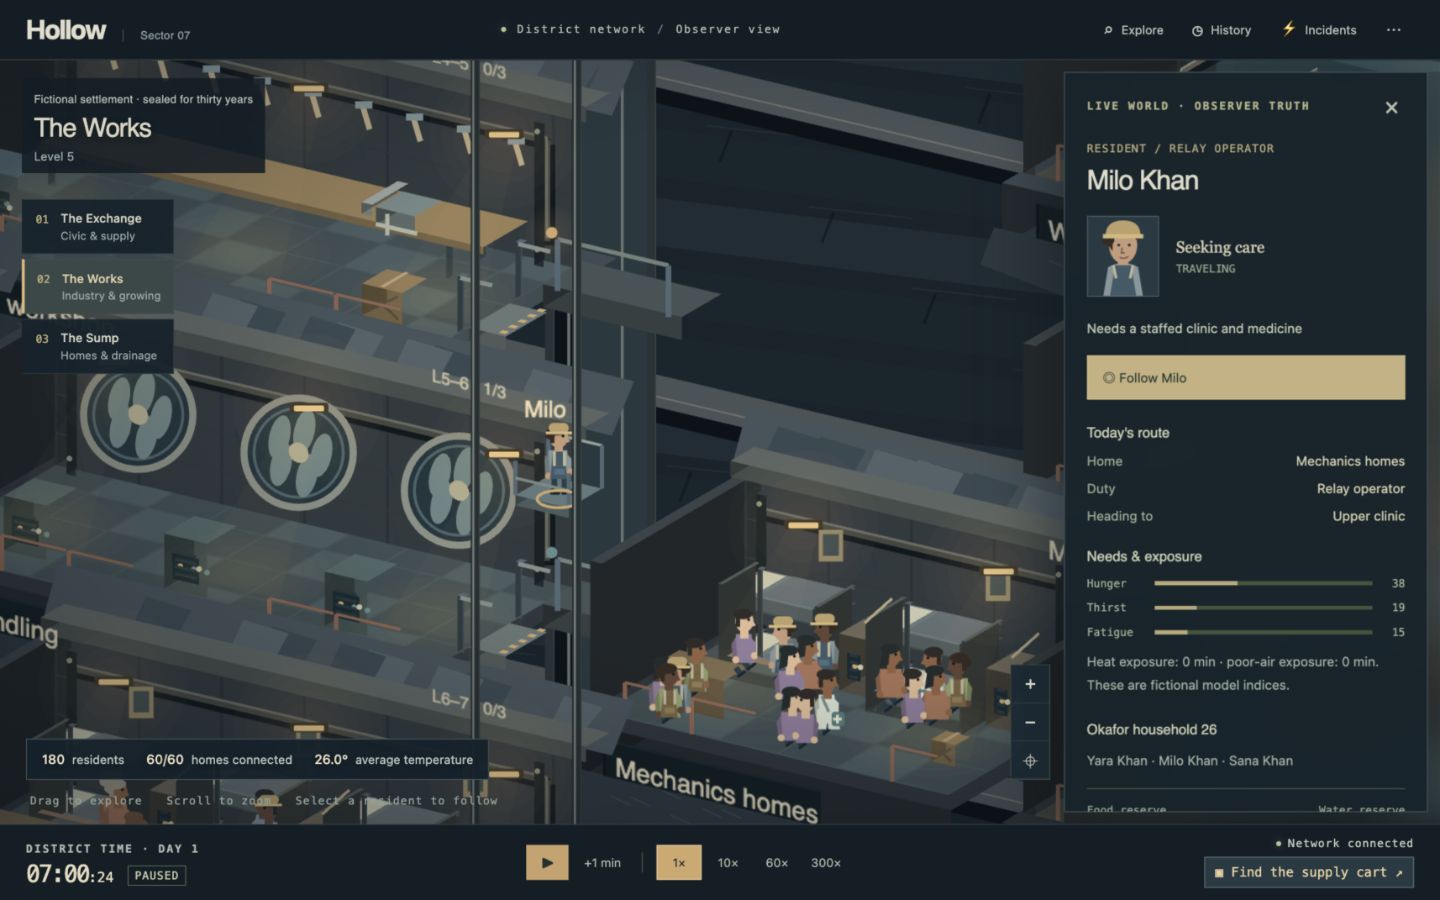 Hollow
Sector 07
District network / Observer view
Explore
History
Incidents
Fictional settlement · sealed for thirty years
The Works
Level 5
01 The Exchange
Civic & supply
02 The Works
Industry & growing
03 The Sump
Homes & drainage
0/3
L5–6 1/3
Milo
L6–7 0/3
ndling
Mechanics homes
180 residents 60/60 homes connected 26.0° average temperature
Drag to explore Scroll to zoom Select a resident to follow
LIVE WORLD · OBSERVER TRUTH
RESIDENT / RELAY OPERATOR
Milo Khan
Seeking care
TRAVELING
Needs a staffed clinic and medicine
Follow Milo
Today's route
Home Mechanics homes
Duty Relay operator
Heading to Upper clinic
Needs & exposure
Hunger 38
Thirst 19
Fatigue 15
Heat exposure: 0 min · poor-air exposure: 0 min.
These are fictional model indices.
Okafor household 26
Yara Khan · Milo Khan · Sana Khan
Food reserve Water reserve
DISTRICT TIME · DAY 1
07:00:24 PAUSED
+1 min
1× 10× 60× 300×
Network connected
Find the supply cart ↗